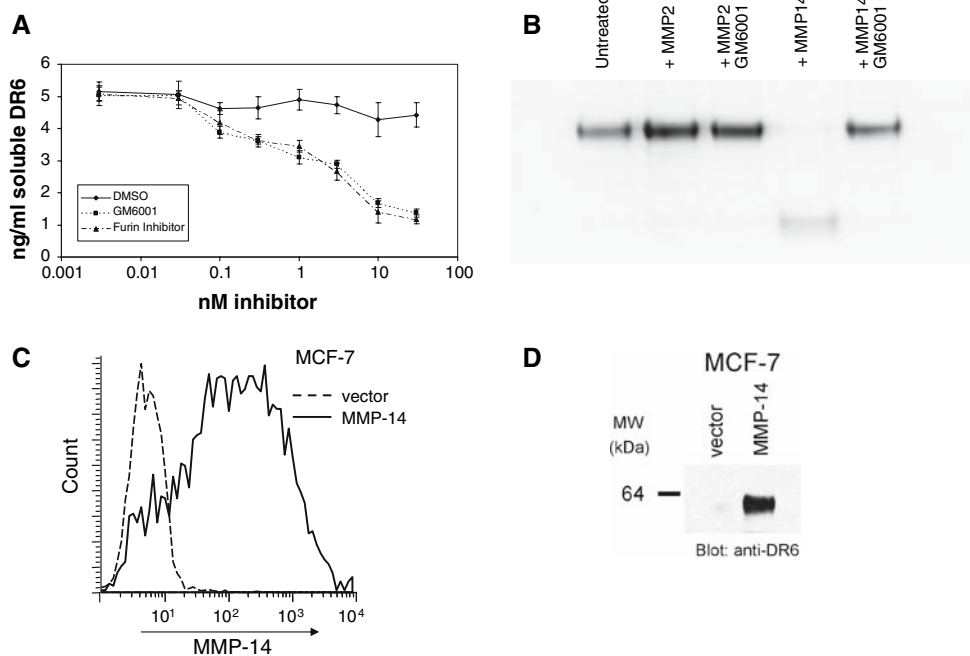 A
6
5
4
3
2
1
0
ng/ml soluble DR6
DMSO
GM6001
Furin Inhibitor
0.001
0.01
0.1
1
10
100
nM inhibitor
B
Untreated
+ MMP2
+ MMP2
GM6001
+ MMP14
+ MMP14
GM6001
C
MCF-7
vector
MMP-14
Count
10¹
10²
10³
10⁴
MMP-14
D
MCF-7
MW
(kDa)
vector
MMP-14
64
Blot: anti-DR6